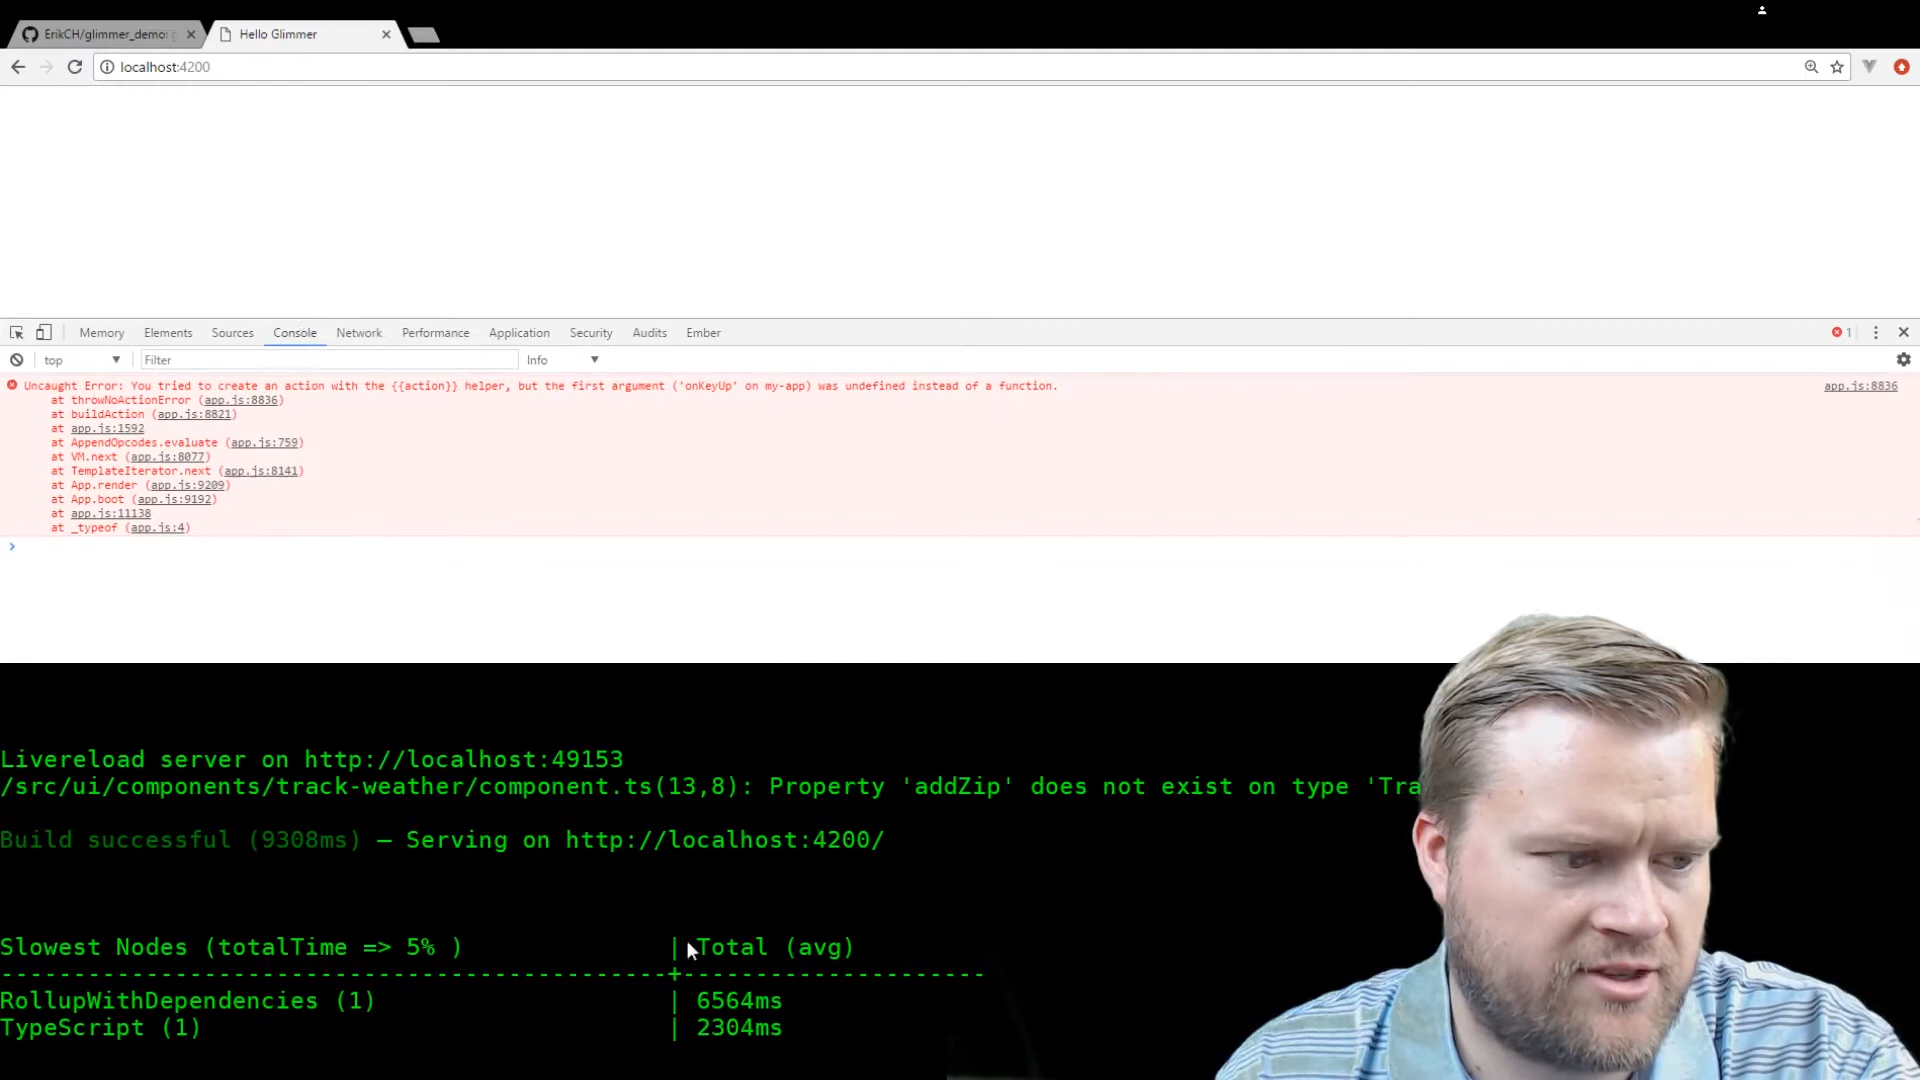 ErikCH/glimmer_demo:
Hello Glimmer
localhost:4200
Memory Elements Sources Console Network Performance Application Security Audits Ember
1
top Filter Info
Uncaught Error: You tried to create an action with the {{action}} helper, but the first argument ('onKeyUp' on my-app) was undefined instead of a function. app.js:8836
at throwNoActionError (app.js:8836)
at buildAction (app.js:8821)
at app.js:1592
at AppendOpcodes.evaluate (app.js:759)
at VM.next (app.js:8077)
at TemplateIterator.next (app.js:8141)
at App.render (app.js:9209)
at App.boot (app.js:9192)
at app.js:11138
at _typeof (app.js:4)
Livereload server on http://localhost:49153
/src/ui/components/track-weather/component.ts(13,8): Property 'addZip' does not exist on type 'Tra
Build successful (9308ms) – Serving on http://localhost:4200/
Slowest Nodes (totalTime => 5% ) | Total (avg)
----------------------------------------------+---------------------
RollupWithDependencies (1) | 6564ms
TypeScript (1) | 2304ms